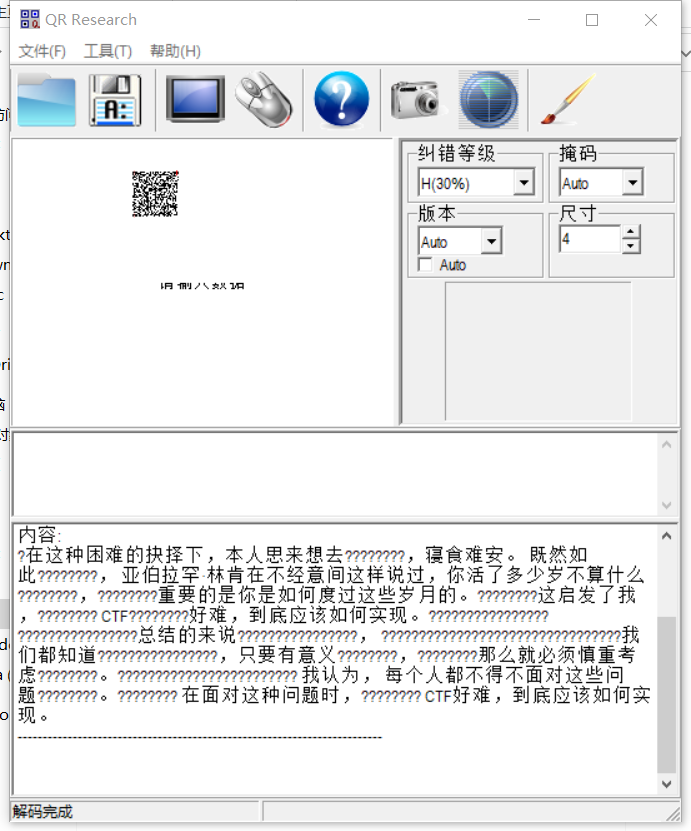 QR Research
文件(F) 工具(T) 帮助(H)
A:
纠错等级 掩码
H(30%) Auto
版本 尺寸
Auto 4
Auto
请输入数据
内容:
?在这种困难的抉择下，本人思来想去????????，寝食难安。 既然如
此????????， 亚伯拉罕·林肯在不经意间这样说过，你活了多少岁不算什么
????????，????????重要的是你是如何度过这些岁月的。????????这启发了我
，???????? CTF????????好难，到底应该如何实现。????????????????
????????????????总结的来说????????????????， ????????????????????????????????我
们都知道????????????????，只要有意义????????，????????那么就必须慎重考
虑????????。???????????????????????? 我认为，每个人都不得不面对这些问
题????????。???????? 在面对这种问题时，???????? CTF好难，到底应该如何实
现。
-------------------------------------------------------------------------
解码完成